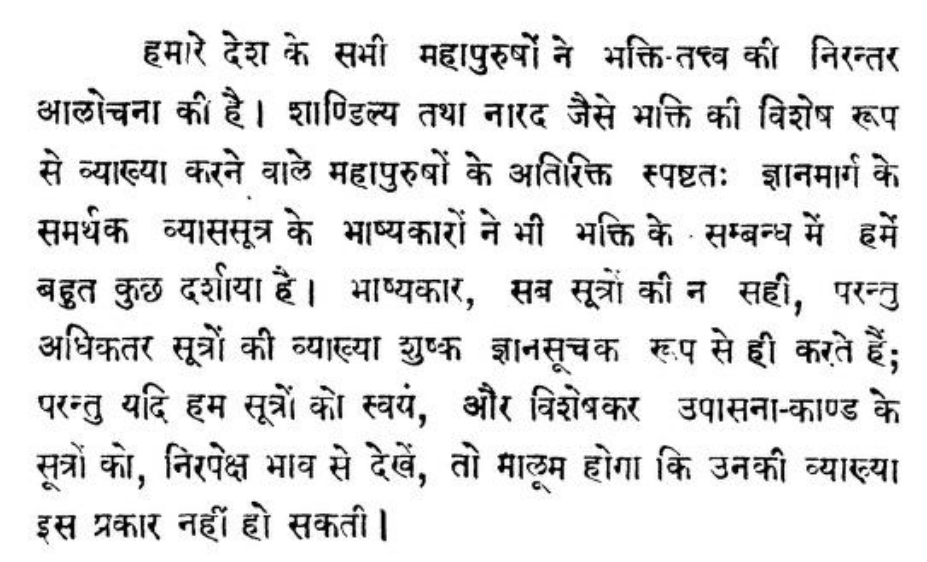 हमारे देश के सभी महापुरुषों ने भक्ति-तत्त्व की निरन्तर
आलोचना की है। शाण्डिल्य तथा नारद जैसे भक्ति की विशेष रूप
से व्याख्या करने वाले महापुरुषों के अतिरिक्ति स्पष्टतः ज्ञानमार्ग के
समर्थक व्याससूत्र के भाष्यकारों ने भी भक्ति के सम्बन्ध में हमें
बहुत कुछ दर्शाया है। भाष्यकार, सब सूत्रों की न सही, परन्तु
अधिकतर सूत्रों की व्याख्या शुष्क ज्ञानसूचक रूप से ही करते हैं;
परन्तु यदि हम सूत्रों को स्वयं, और विशेषकर उपासना-काण्ड के
सूत्रों को, निरपेक्ष भाव से देखें, तो मालूम होगा कि उनकी व्याख्या
इस प्रकार नहीं हो सकती।